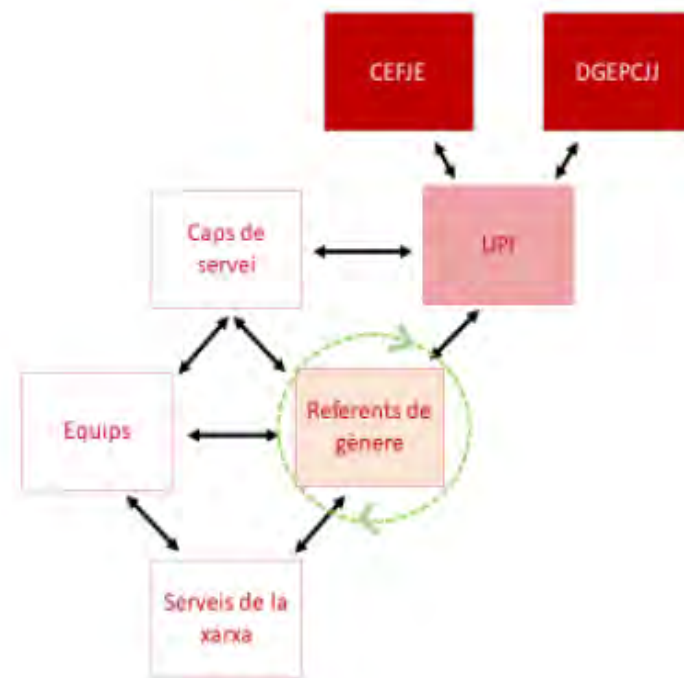 CEFJE
DGEPCJJ
Caps de
servei
UPI
Equips
Referents de
gènere
Serveis de la
xarxa